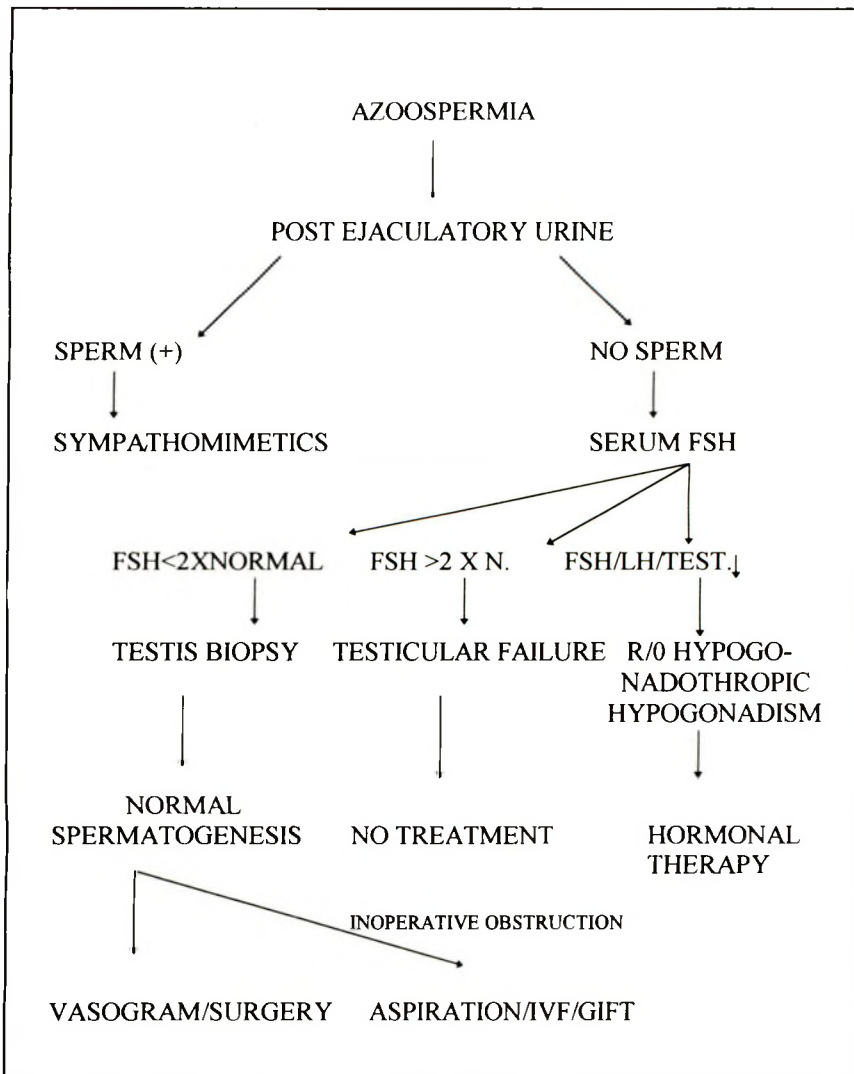 AZOOSPERMIA
POST EJACULATORY URINE
SPERM (+)
NO SPERM
SYMPATHOMIMETICS
SERUM FSH
FSH<2XNORMAL
FSH >2 X N.
FSH/LH/TEST.↓
TESTIS BIOPSY
TESTICULAR FAILURE
R/0 HYPOGO-
NADOTHROPIC
HYPOGONADISM
NORMAL
SPERMATOGENESIS
NO TREATMENT
HORMONAL
THERAPY
INOPERATIVE OBSTRUCTION
VASOGRAM/SURGERY
ASPIRATION/IVF/GIFT